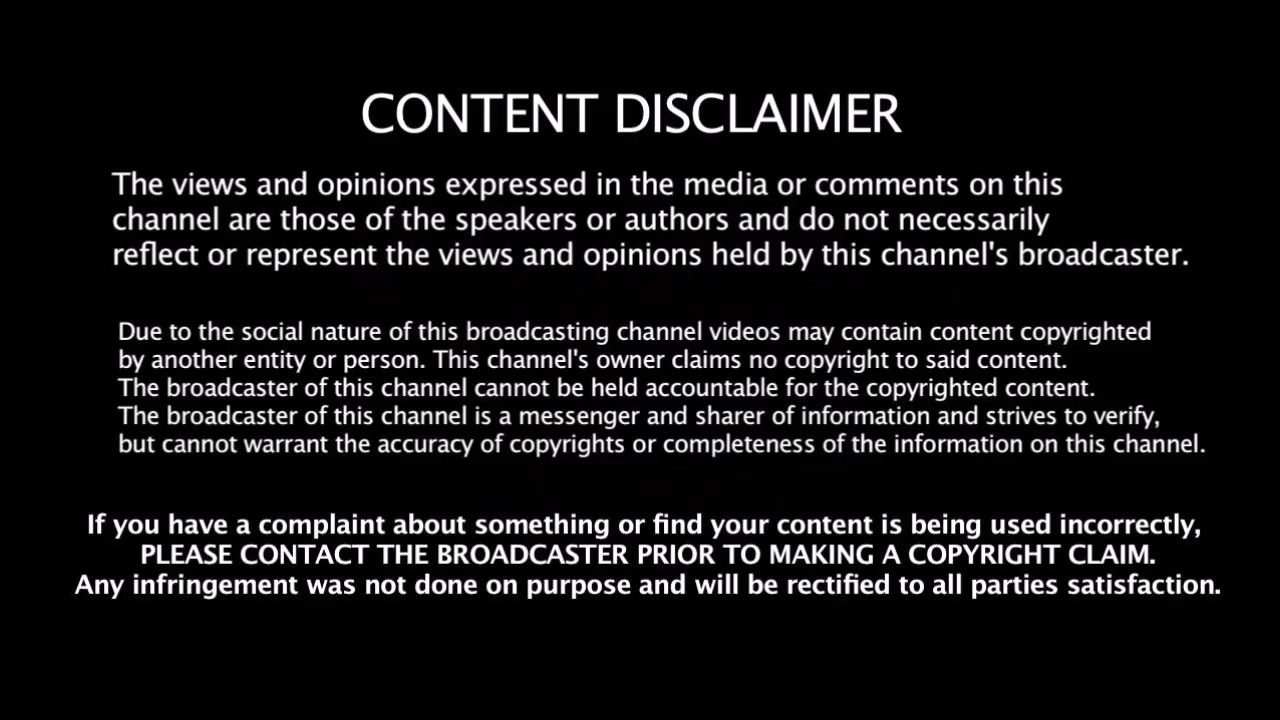 CONTENT DISCLAIMER
The views and opinions expressed in the media or comments on this
channel are those of the speakers or authors and do not necessarily
reflect or represent the views and opinions held by this channel's broadcaster.
Due to the social nature of this broadcasting channel videos may contain content copyrighted
by another entity or person. This channel's owner claims no copyright to said content.
The broadcaster of this channel cannot be held accountable for the copyrighted content.
The broadcaster of this channel is a messenger and sharer of information and strives to verify,
but cannot warrant the accuracy of copyrights or completeness of the information on this channel.
If you have a complaint about something or find your content is being used incorrectly,
PLEASE CONTACT THE BROADCASTER PRIOR TO MAKING A COPYRIGHT CLAIM.
Any infringement was not done on purpose and will be rectified to all parties satisfaction.